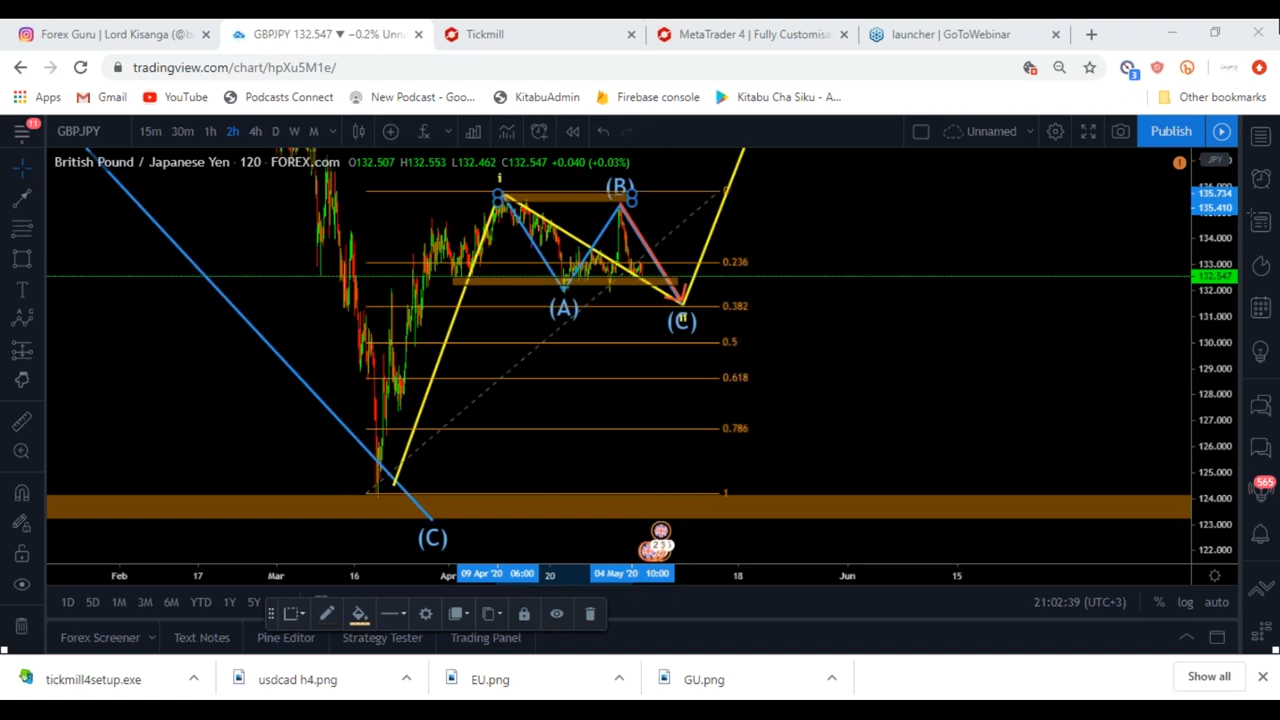 Forex Guru | Lord Kisanga (@b
GBPJPY 132.547 ▼ −0.2% Unna
Tickmill
MetaTrader 4 | Fully Customisa
launcher | GoToWebinar
tradingview.com/chart/hpXu5M1e/
3
Apps
Gmail
YouTube
Podcasts Connect
New Podcast - Goo...
KitabuAdmin
Firebase console
Kitabu Cha Siku - A...
Other bookmarks
11
GBPJPY
15m 30m 1h 2h 4h D W M
Unnamed
Publish
British Pound / Japanese Yen · 120 · FOREX.com O132.507 H132.553 L132.462 C132.547 +0.040 (+0.03%)
JPY
i
(B)
0
135.734
135.410
134.000
0.236
133.000
132.547
132.000
(A)
0.382
(C)
ii
131.000
0.5
130.000
129.000
0.618
128.000
0.786
127.000
126.000
125.000
1
124.000
565
123.000
(C)
122.000
Feb 17 Mar 16 Apr 09 Apr '20 06:00 20 04 May '20 10:00 18 Jun 15
1D 5D 1M 3M 6M YTD 1Y 5Y
21:02:39 (UTC+3) % log auto
Forex Screener
Text Notes
Pine Editor
Strategy Tester
Trading Panel
tickmill4setup.exe
usdcad h4.png
EU.png
GU.png
Show all